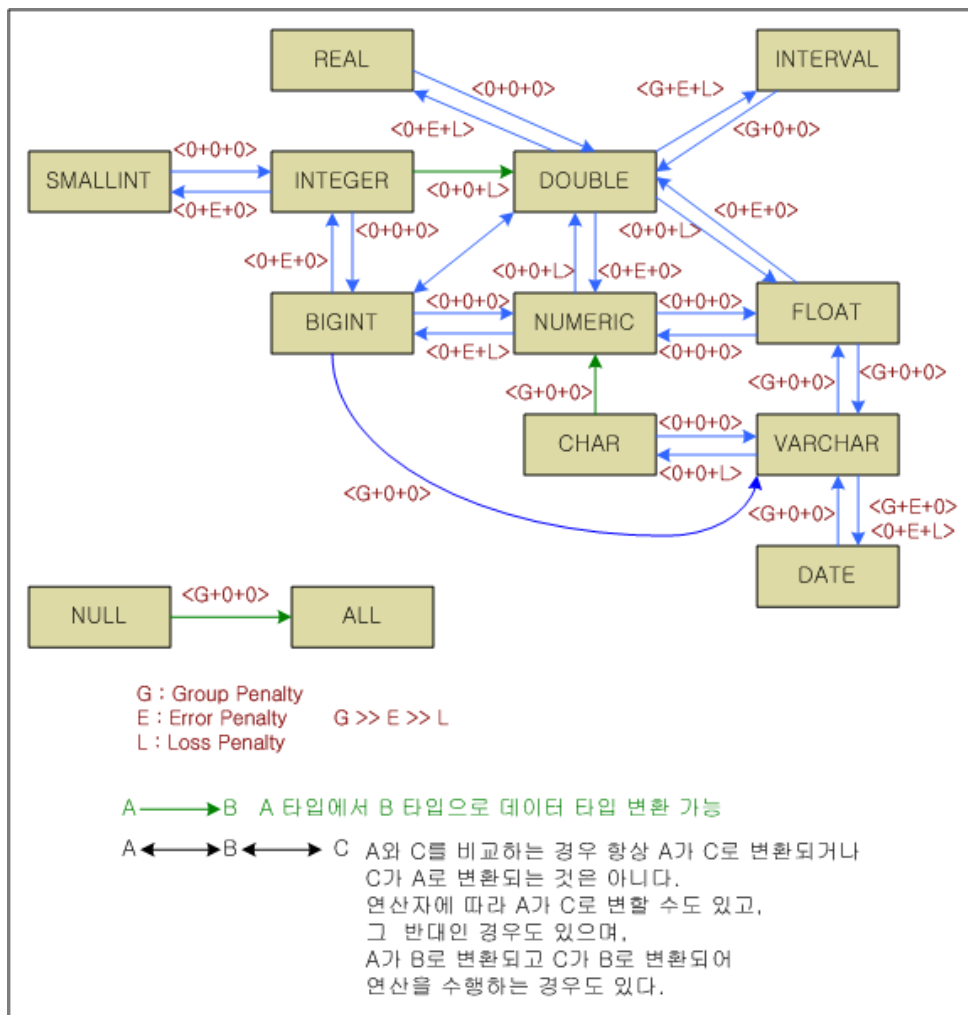 REAL
INTERVAL
<0+0+0>
<G+E+L>
<0+E+L>
<G+0+0>
<0+0+0>
SMALLINT
INTEGER
DOUBLE
<0+0+L>
<0+E+0>
<0+E+0>
<0+0+0>
<0+0+L>
<0+E+0>
<0+0+L>
<0+E+0>
BIGINT
<0+0+0>
NUMERIC
<0+0+0>
FLOAT
<0+E+L>
<0+0+0>
<G+0+0>
<G+0+0>
<G+0+0>
CHAR
<0+0+0>
VARCHAR
<0+0+L>
<G+0+0>
<G+0+0>
<G+E+0>
<0+E+L>
DATE
NULL
<G+0+0>
ALL
G : Group Penalty
E : Error Penalty G >> E >> L
L : Loss Penalty
A B A 타입에서 B 타입으로 데이터 타입 변환 가능
A B C A와 C를 비교하는 경우 항상 A가 C로 변환되거나
C가 A로 변환되는 것은 아니다.
연산자에 따라 A가 C로 변할 수도 있고,
그 반대인 경우도 있으며,
A가 B로 변환되고 C가 B로 변환되어
연산을 수행하는 경우도 있다.